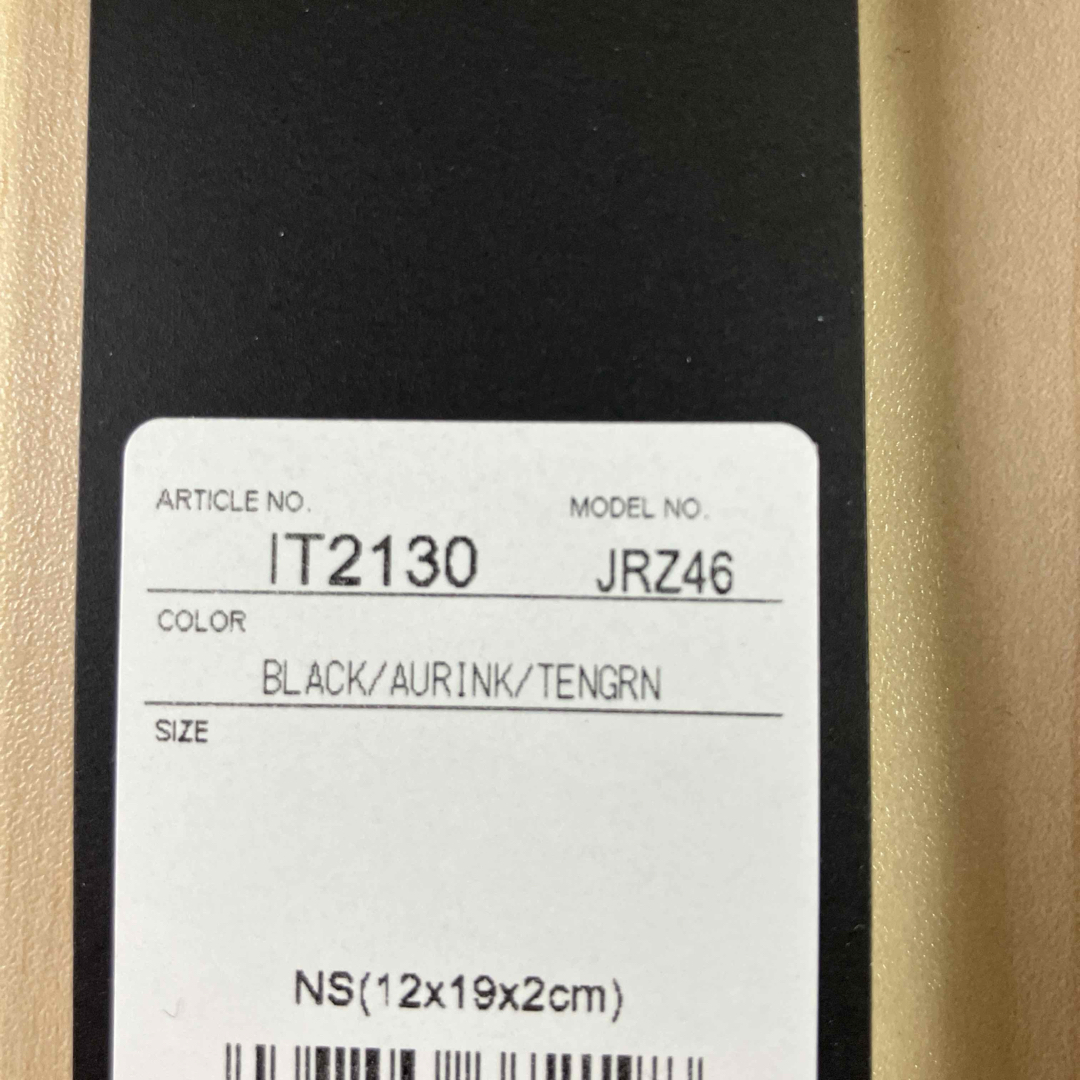 ARTICLE NO. MODEL NO.
IT2130 JRZ46
COLOR
BLACK/AURINK/TENGRN
SIZE
NS(12x19x2cm)